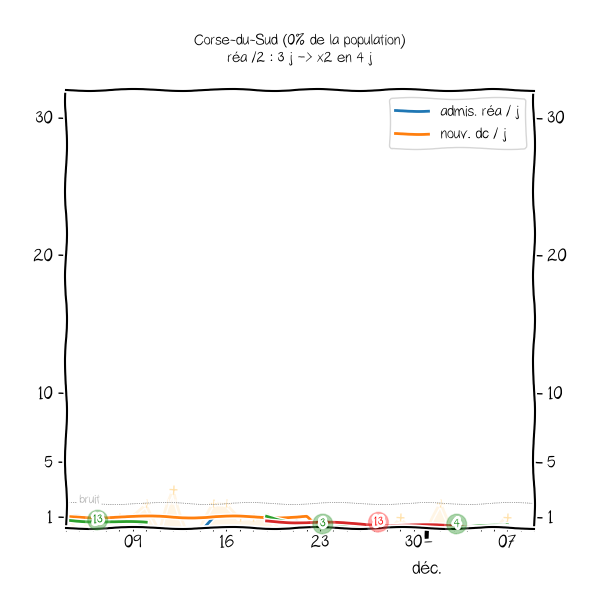 Corse-du-Sud (0% de la population)
réa /2 : 3 j -> x2 en 4 j
admis. réa / j
nouv. dc / j
30 30
20 20
10 10
5 5
... bruit
1 13 3 13 4 1
09 16 23 30 07
déc.